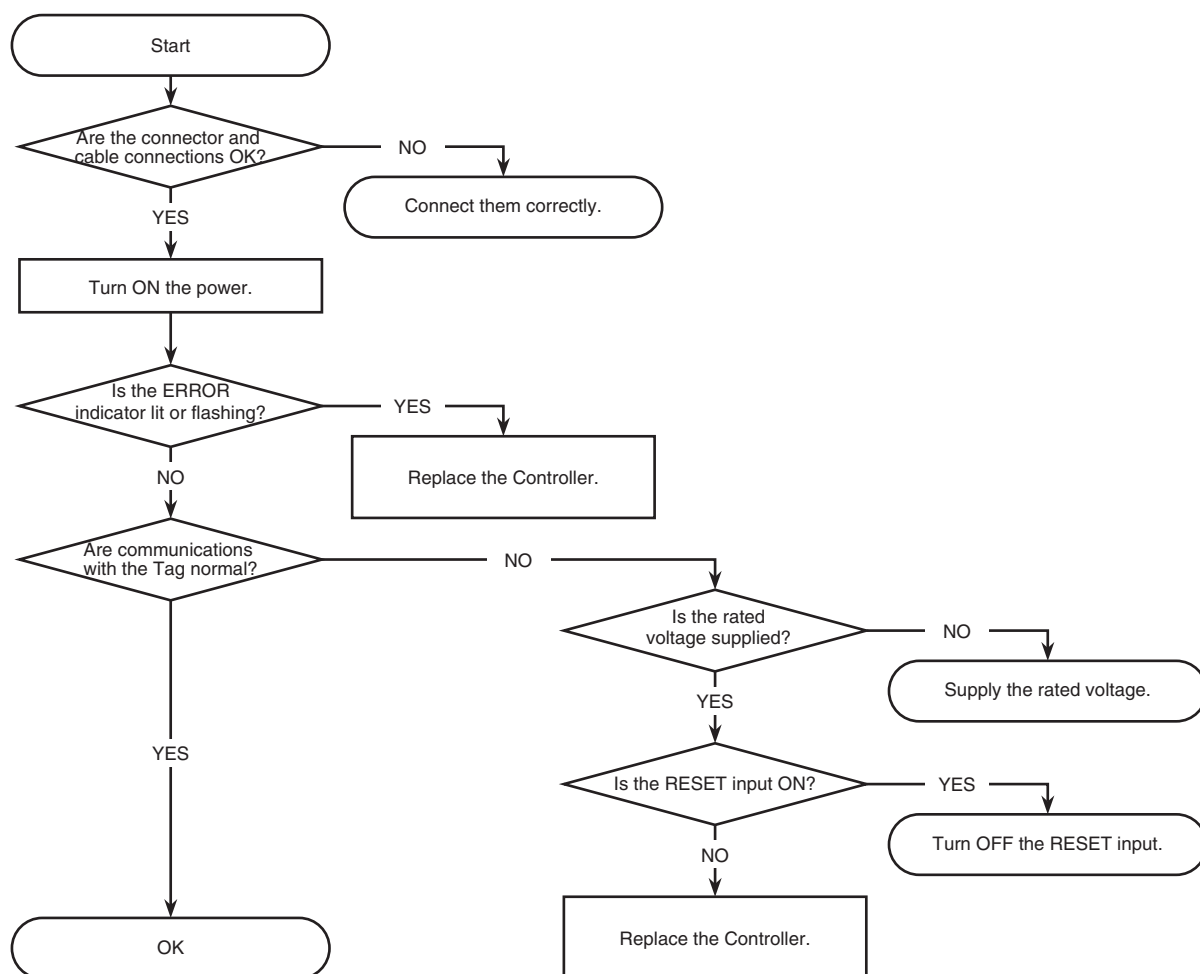 Start
Are the connector and
cable connections OK?
NO
Connect them correctly.
YES
Turn ON the power.
Is the ERROR
indicator lit or flashing?
YES
Replace the Controller.
NO
Are communications
with the Tag normal?
NO
Is the rated
voltage supplied?
NO
Supply the rated voltage.
YES
YES
Is the RESET input ON?
YES
Turn OFF the RESET input.
NO
Replace the Controller.
OK